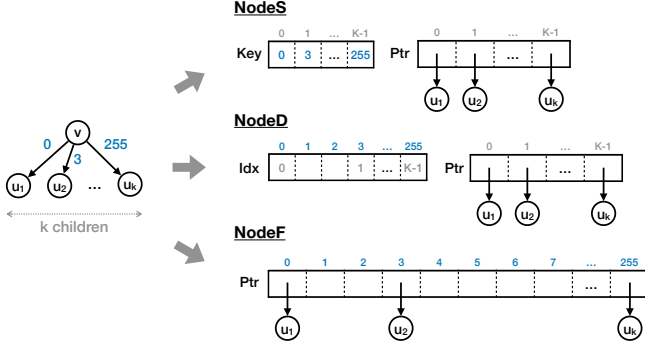 NodeS
0 1 ... K-1
Key 0 3 ... 255
0 1 ... K-1
Ptr ...
u1 u2 uk
v
0 3 255
u1 u2 ... uk
k children
NodeD
0 1 2 3 ... 255
Idx 0 1 ... K-1
0 1 ... K-1
Ptr ...
u1 u2 uk
NodeF
0 1 2 3 4 5 6 7 ... 255
Ptr ...
u1 u2 uk